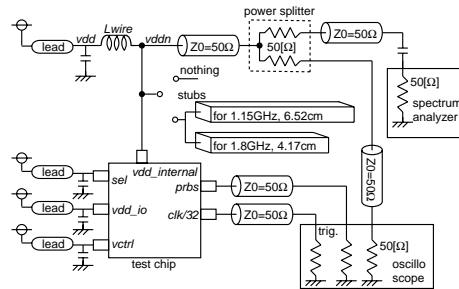 power splitter
lead
vdd
Lwire
vddn
Z0=50Ω
50[Ω]
Z0=50Ω
50[Ω]
spectrum
analyzer
nothing
stubs
for 1.15GHz, 6.52cm
for 1.8GHz, 4.17cm
Z0=50Ω
lead
sel
vdd_internal
prbs
Z0=50Ω
lead
vdd_io
clk/32
Z0=50Ω
lead
vctrl
test chip
trig.
50[Ω]
oscillo
scope